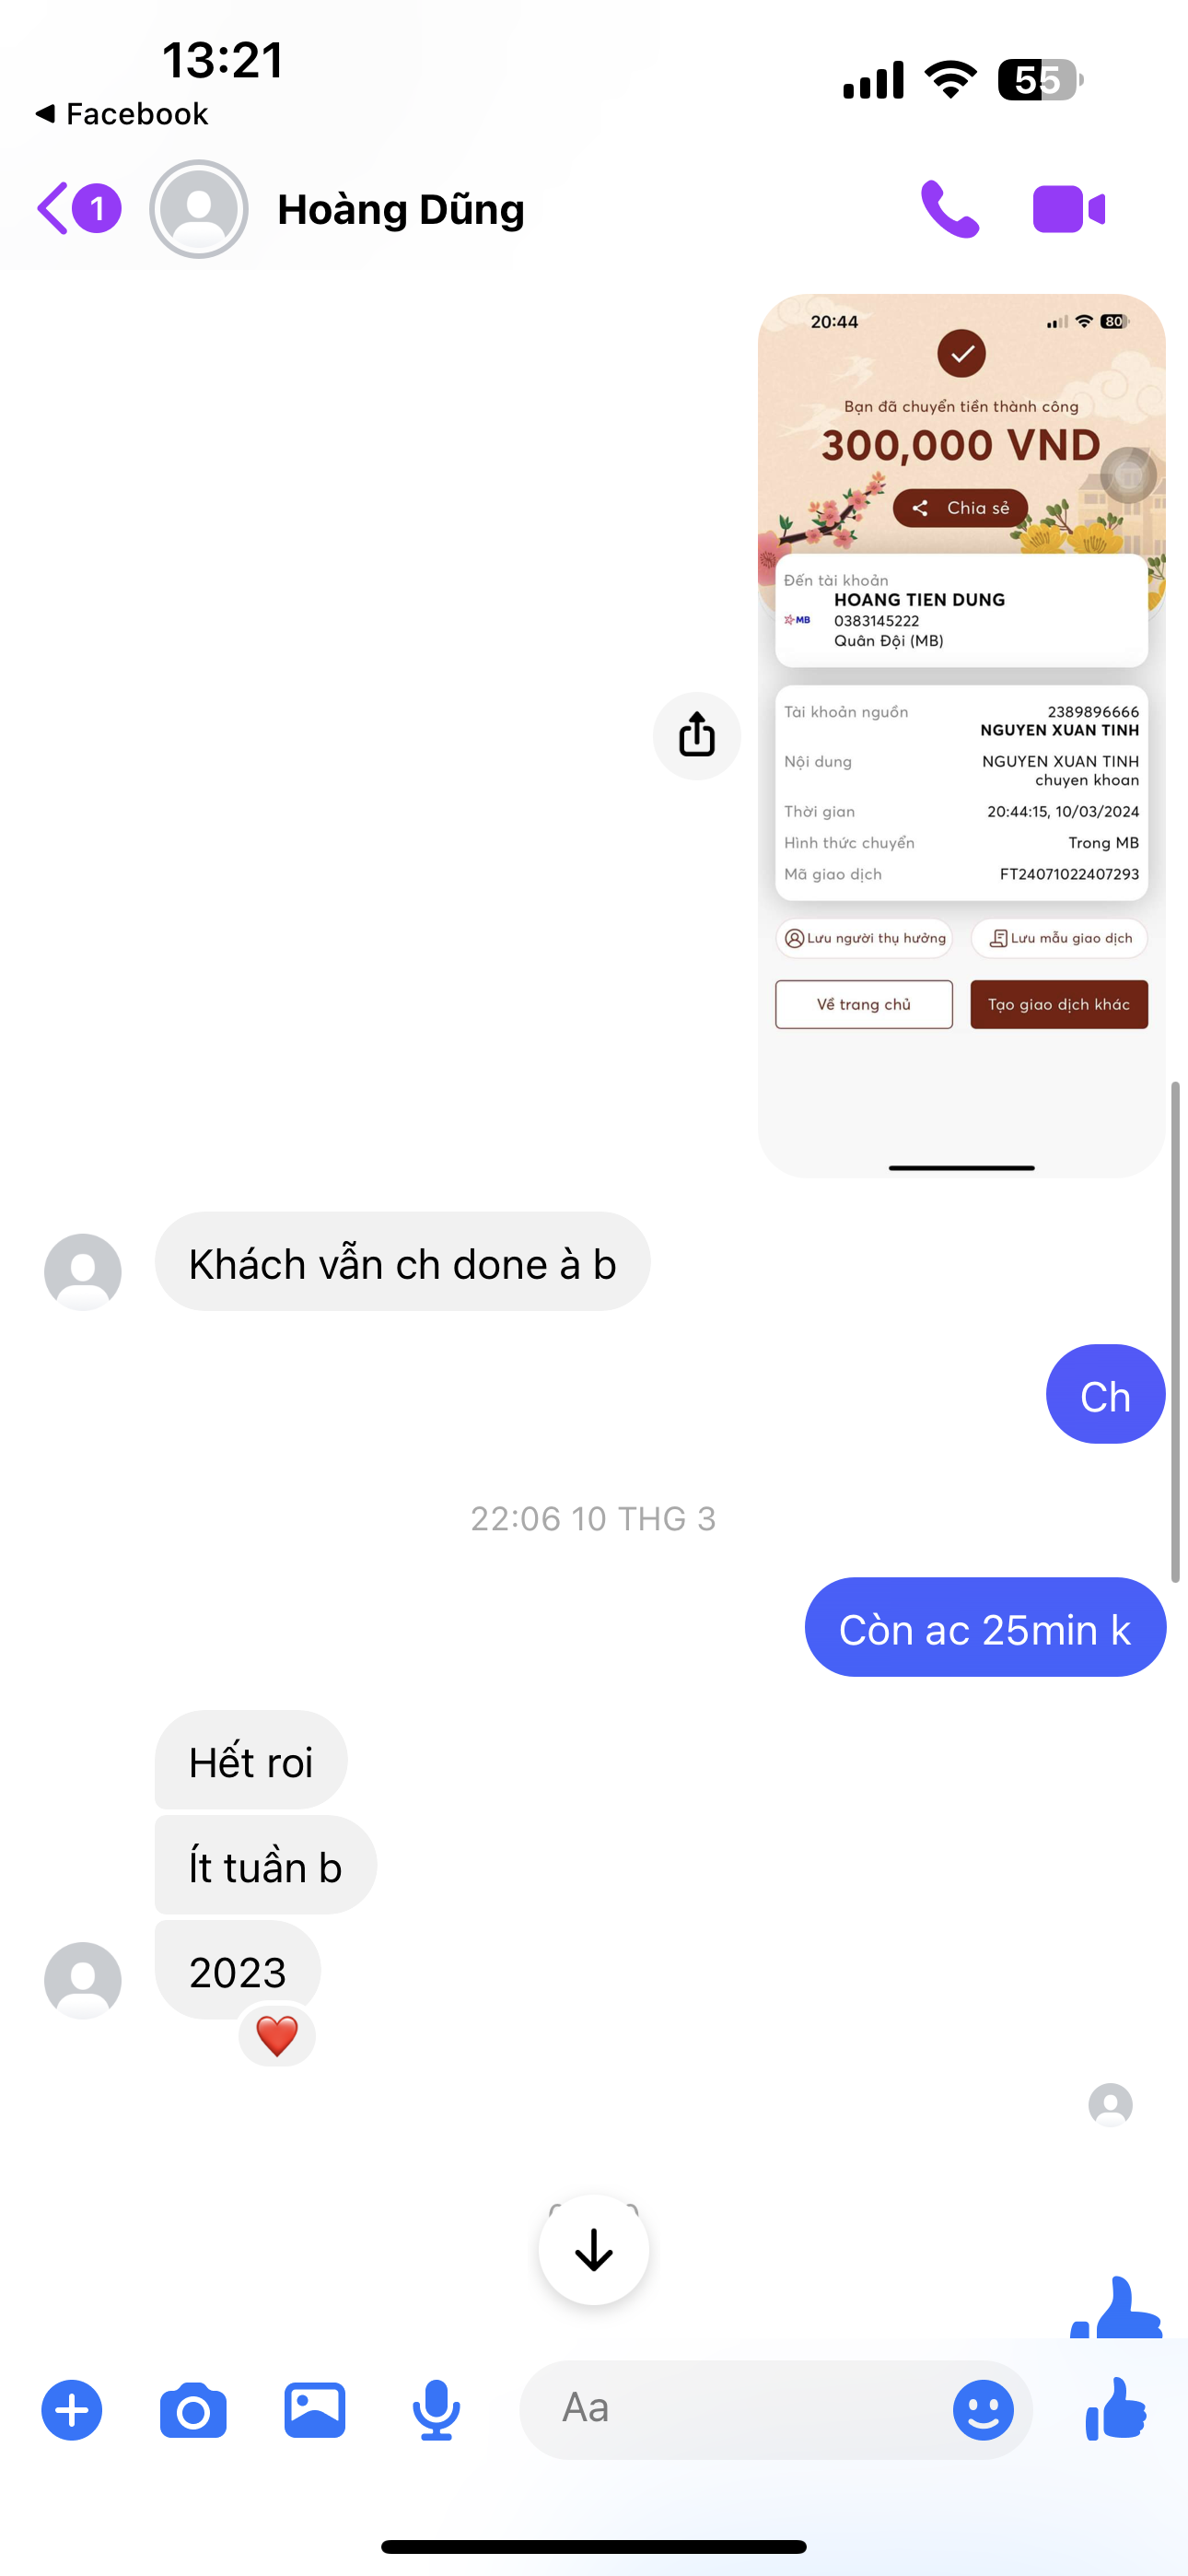 13:21
55
Facebook
1
Hoàng Dũng
20:44
80
Bạn đã chuyển tiền thành công
300,000 VND
Chia sẻ
Đến tài khoản
HOANG TIEN DUNG
MB
0383145222
Quân Đội (MB)
Tài khoản nguồn 2389896666
NGUYEN XUAN TINH
Nội dung NGUYEN XUAN TINH
chuyen khoan
Thời gian 20:44:15, 10/03/2024
Hình thức chuyển Trong MB
Mã giao dịch FT24071022407293
Lưu người thụ hưởng Lưu mẫu giao dịch
Về trang chủ Tạo giao dịch khác
Khách vẫn ch done à b
Ch
22:06 10 THG 3
Còn ac 25min k
Hết roi
Ít tuần b
2023
Aa